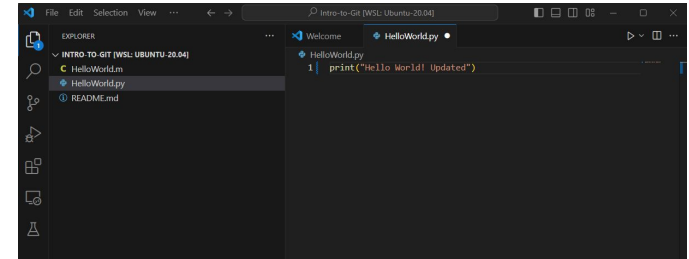 File Edit Selection View ··· ← → Intro-to-Git [WSL: Ubuntu-20.04]
EXPLORER ···
INTRO-TO-GIT [WSL: UBUNTU-20.04]
C HelloWorld.m
HelloWorld.py
README.md
1
Welcome HelloWorld.py
HelloWorld.py
1 print("Hello World! Updated")